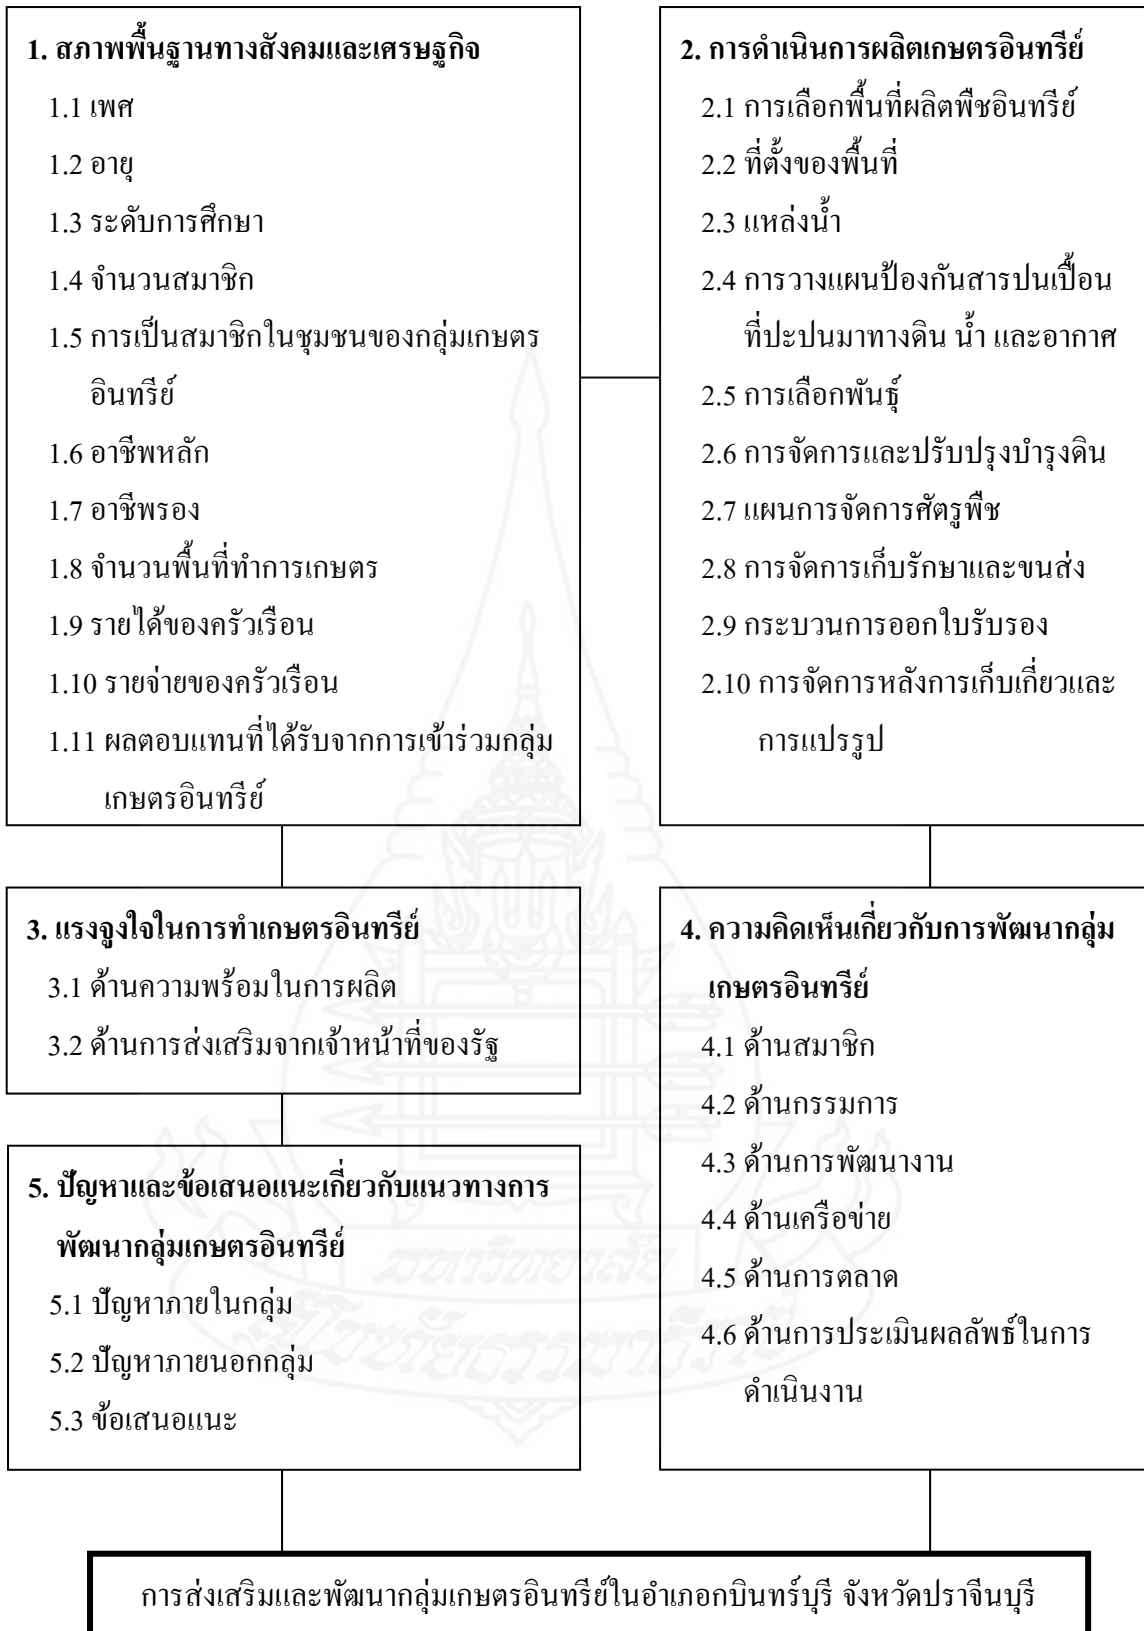 1. สภาพพื้นฐานทางสังคมและเศรษฐกิจ
1.1 เพศ
1.2 อายุ
1.3 ระดับการศึกษา
1.4 จำนวนสมาชิก
1.5 การเป็นสมาชิกในชุมชนของกลุ่มเกษตร
อินทรีย์
1.6 อาชีพหลัก
1.7 อาชีพรอง
1.8 จำนวนพื้นที่ทำการเกษตร
1.9 รายได้ของครัวเรือน
1.10 รายจ่ายของครัวเรือน
1.11 ผลตอบแทนที่ได้รับจากการเข้าร่วมกลุ่ม
เกษตรอินทรีย์
2. การดำเนินการผลิตเกษตรอินทรีย์
2.1 การเลือกพื้นที่ผลิตพืชอินทรีย์
2.2 ที่ตั้งของพื้นที่
2.3 แหล่งน้ำ
2.4 การวางแผนป้องกันสารปนเปื้อน
ที่ปะปนมาทางดิน น้ำ และอากาศ
2.5 การเลือกพันธุ์
2.6 การจัดการและปรับปรุงบำรุงดิน
2.7 แผนการจัดการศัตรูพืช
2.8 การจัดการเก็บรักษาและขนส่ง
2.9 กระบวนการออกใบรับรอง
2.10 การจัดการหลังการเก็บเกี่ยวและ
การแปรรูป
3. แรงจูงใจในการทำเกษตรอินทรีย์
3.1 ด้านความพร้อมในการผลิต
3.2 ด้านการส่งเสริมจากเจ้าหน้าที่ของรัฐ
4. ความคิดเห็นเกี่ยวกับการพัฒนากลุ่ม
เกษตรอินทรีย์
4.1 ด้านสมาชิก
4.2 ด้านกรรมการ
4.3 ด้านการพัฒนางาน
4.4 ด้านเครือข่าย
4.5 ด้านการตลาด
4.6 ด้านการประเมินผลลัพธ์ในการ
ดำเนินงาน
5. ปัญหาและข้อเสนอแนะเกี่ยวกับแนวทางการ
พัฒนากลุ่มเกษตรอินทรีย์
5.1 ปัญหาภายในกลุ่ม
5.2 ปัญหาภายนอกกลุ่ม
5.3 ข้อเสนอแนะ
มหาวิทยาลัย
สุโขทัยธรรมาธิราช
การส่งเสริมและพัฒนากลุ่มเกษตรอินทรีย์ในอำเภอกบินทร์บุรี จังหวัดปราจีนบุรี